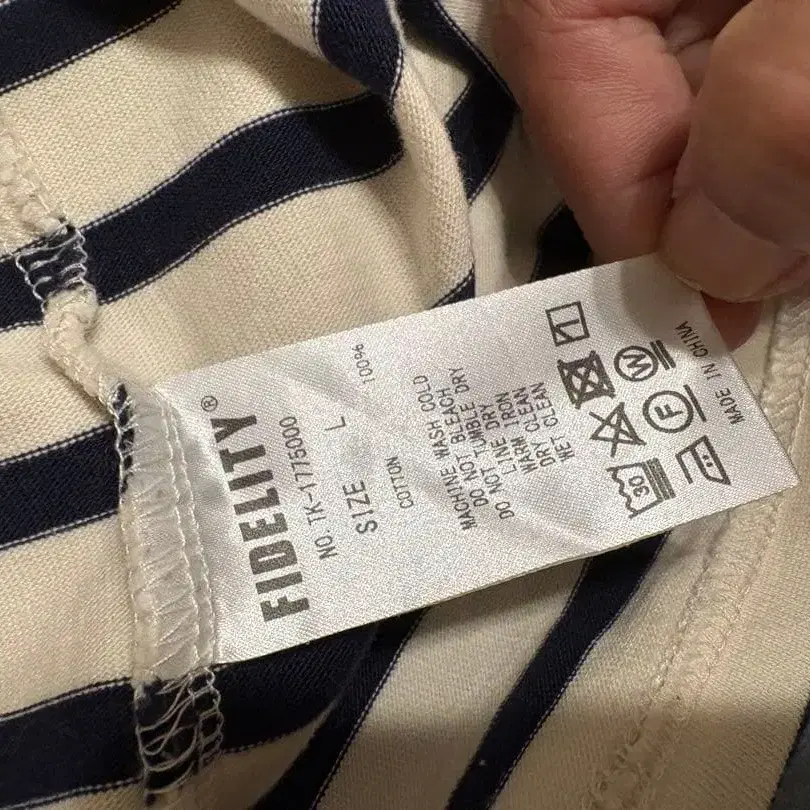 FIDELITY®
NO. TK-1775000
SIZE L
COTTON 100%
MACHINE WASH COLD
DO NOT BLEACH
DO NOT TUMBLE DRY
LINE DRY
WARM IRON
DRY CLEAN
WET CLEAN
30
F
W
MADE IN CHINA